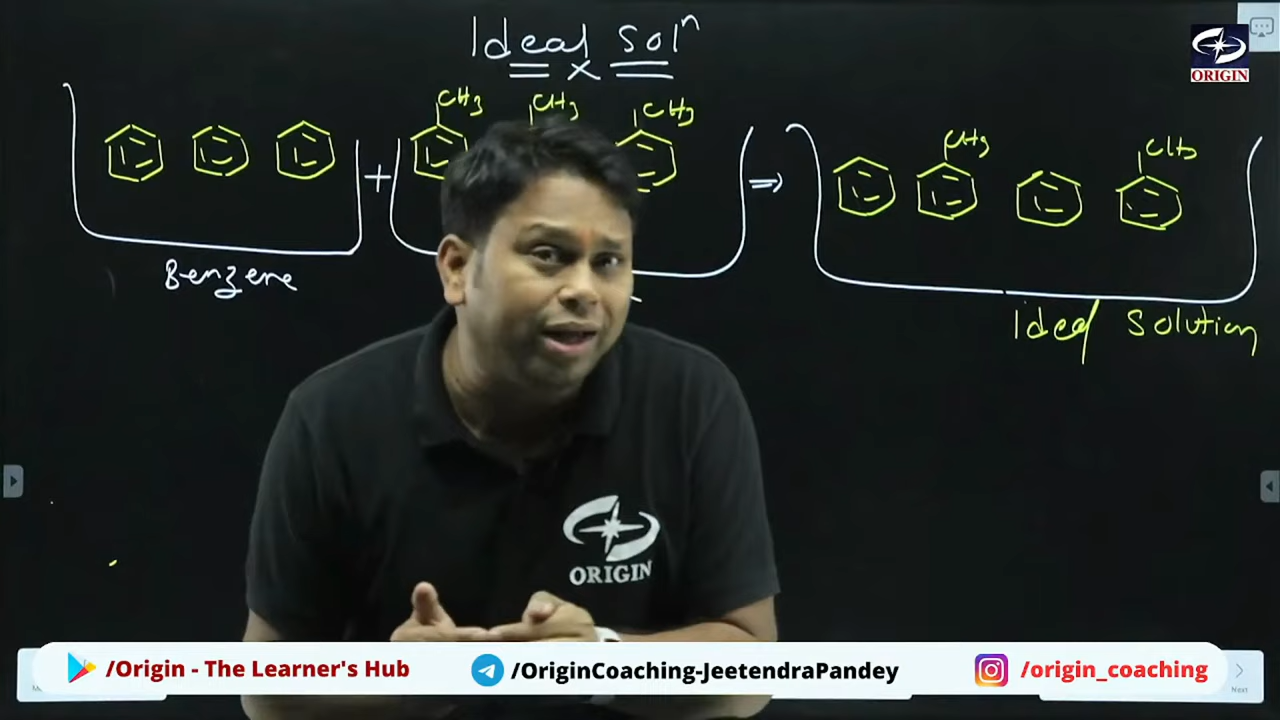 Ideal solⁿ
ORIGIN
CH3 CH3 CH3
+ ⇒
CH3 CH3
Benzene
Ideal Solution
ORIGIN
/Origin - The Learner's Hub
/OriginCoaching-JeetendraPandey
/origin_coaching
Next